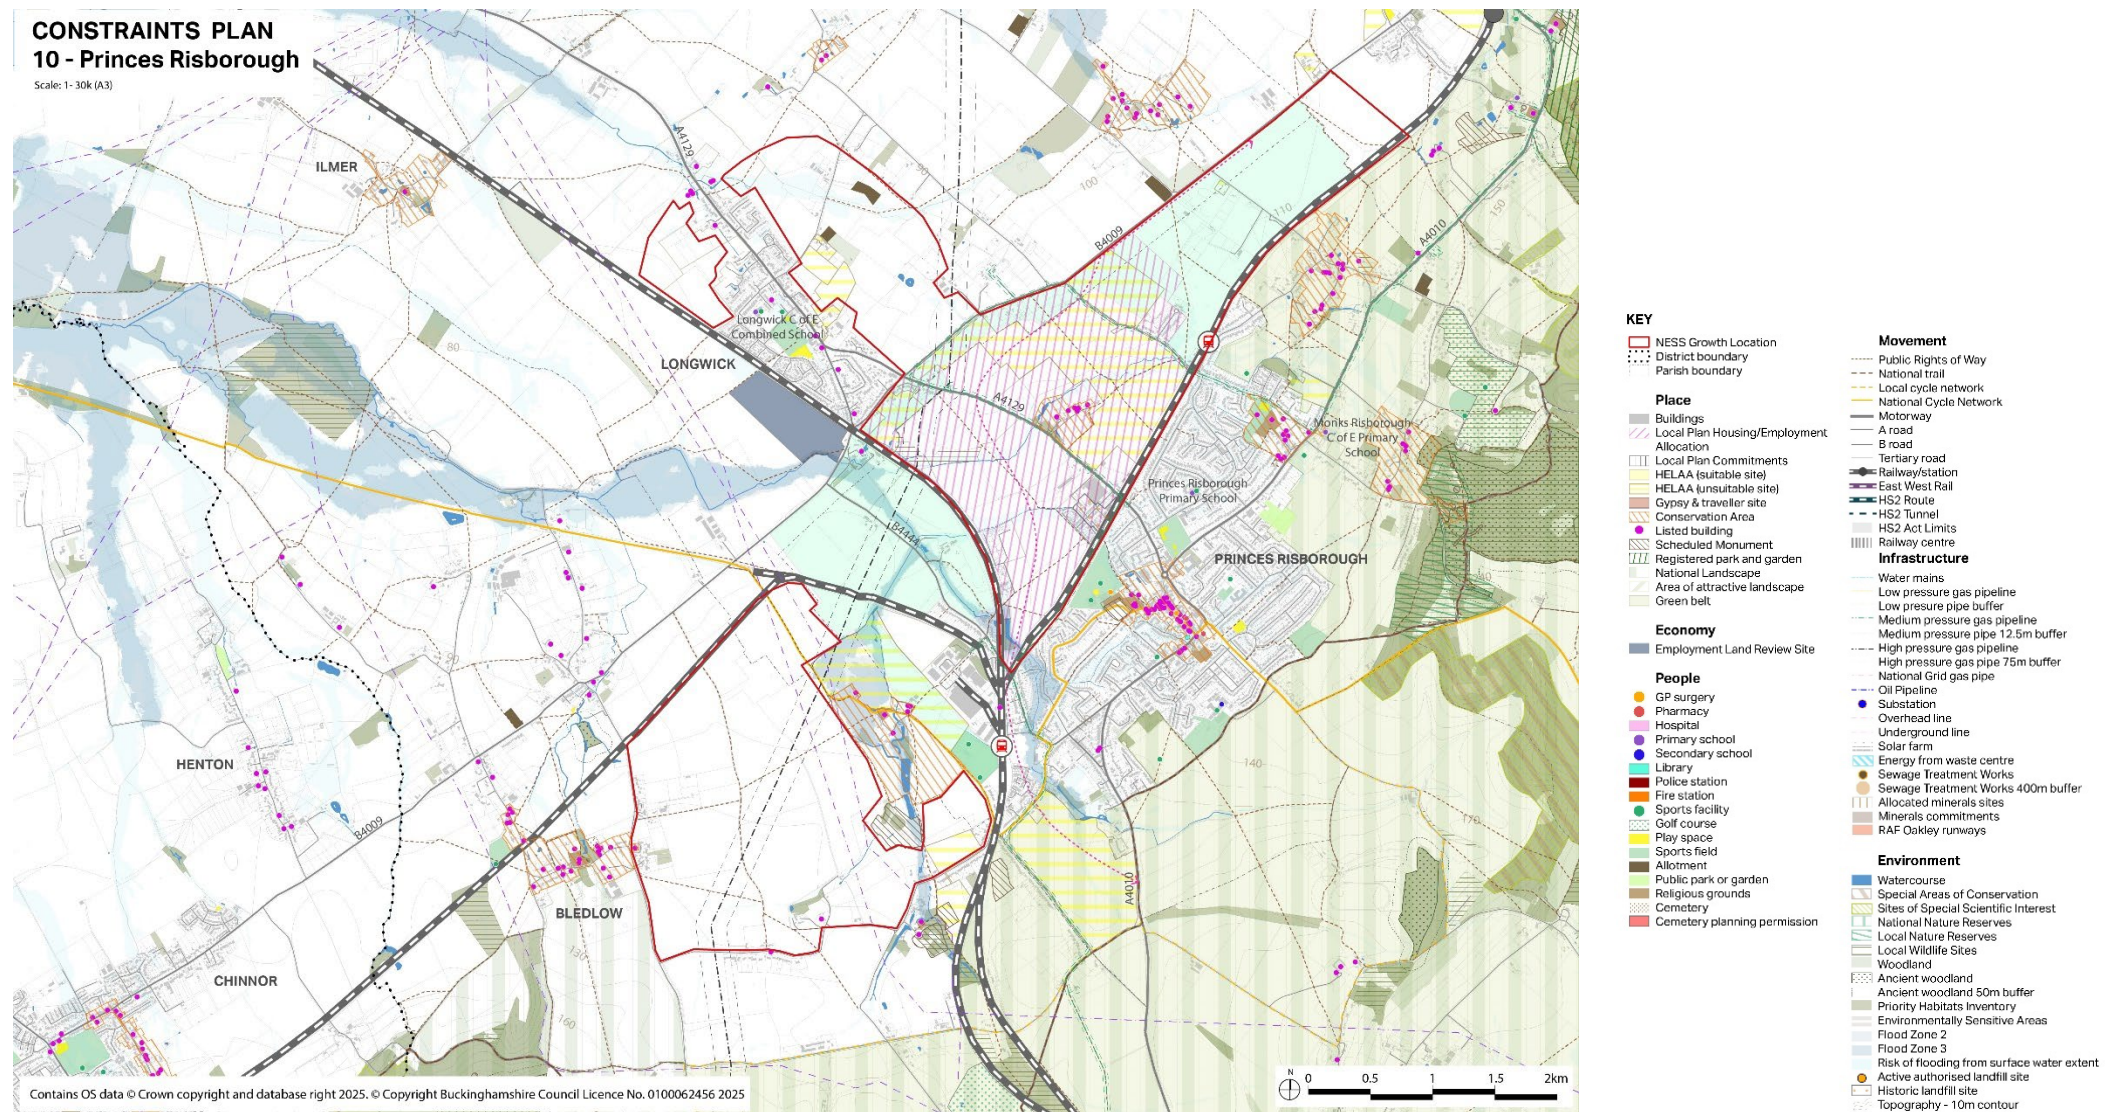 CONSTRAINTS PLAN
10 - Princes Risborough
Scale: 1- 30k (A3)
ILMER
A4129
90
100
B4009
110
A4010
150
Longwick C of E
Combined School
LONGWICK
80
A4129
Monks Risborough
C of E Primary
School
Princes Risborough
Primary School
B4444
PRINCES RISBOROUGH
90
HENTON
140
B4009
170
BLEDLOW
A4010
130
CHINNOR
160
Contains OS data © Crown copyright and database right 2025. © Copyright Buckinghamshire Council Licence No. 0100062456 2025
N
0 0.5 1 1.5 2km
KEY
NESS Growth Location
District boundary
Parish boundary
Place
Buildings
Local Plan Housing/Employment
Allocation
Local Plan Commitments
HELAA (suitable site)
HELAA (unsuitable site)
Gypsy & traveller site
Conservation Area
Listed building
Scheduled Monument
Registered park and garden
National Landscape
Area of attractive landscape
Green belt
Economy
Employment Land Review Site
People
GP surgery
Pharmacy
Hospital
Primary school
Secondary school
Library
Police station
Fire station
Sports facility
Golf course
Play space
Sports field
Allotment
Public park or garden
Religious grounds
Cemetery
Cemetery planning permission
Movement
Public Rights of Way
National trail
Local cycle network
National Cycle Network
Motorway
A road
B road
Tertiary road
Railway/station
East West Rail
HS2 Route
HS2 Tunnel
HS2 Act Limits
Railway centre
Infrastructure
Water mains
Low pressure gas pipeline
Low presure pipe buffer
Medium pressure gas pipeline
Medium pressure pipe 12.5m buffer
High pressure gas pipeline
High pressure gas pipe 75m buffer
National Grid gas pipe
Oil Pipeline
Substation
Overhead line
Underground line
Solar farm
Energy from waste centre
Sewage Treatment Works
Sewage Treatment Works 400m buffer
Allocated minerals sites
Minerals commitments
RAF Oakley runways
Environment
Watercourse
Special Areas of Conservation
Sites of Special Scientific Interest
National Nature Reserves
Local Nature Reserves
Local Wildlife Sites
Woodland
Ancient woodland
Ancient woodland 50m buffer
Priority Habitats Inventory
Environmentally Sensitive Areas
Flood Zone 2
Flood Zone 3
Risk of flooding from surface water extent
Active authorised landfill site
Historic landfill site
Topography - 10m contour